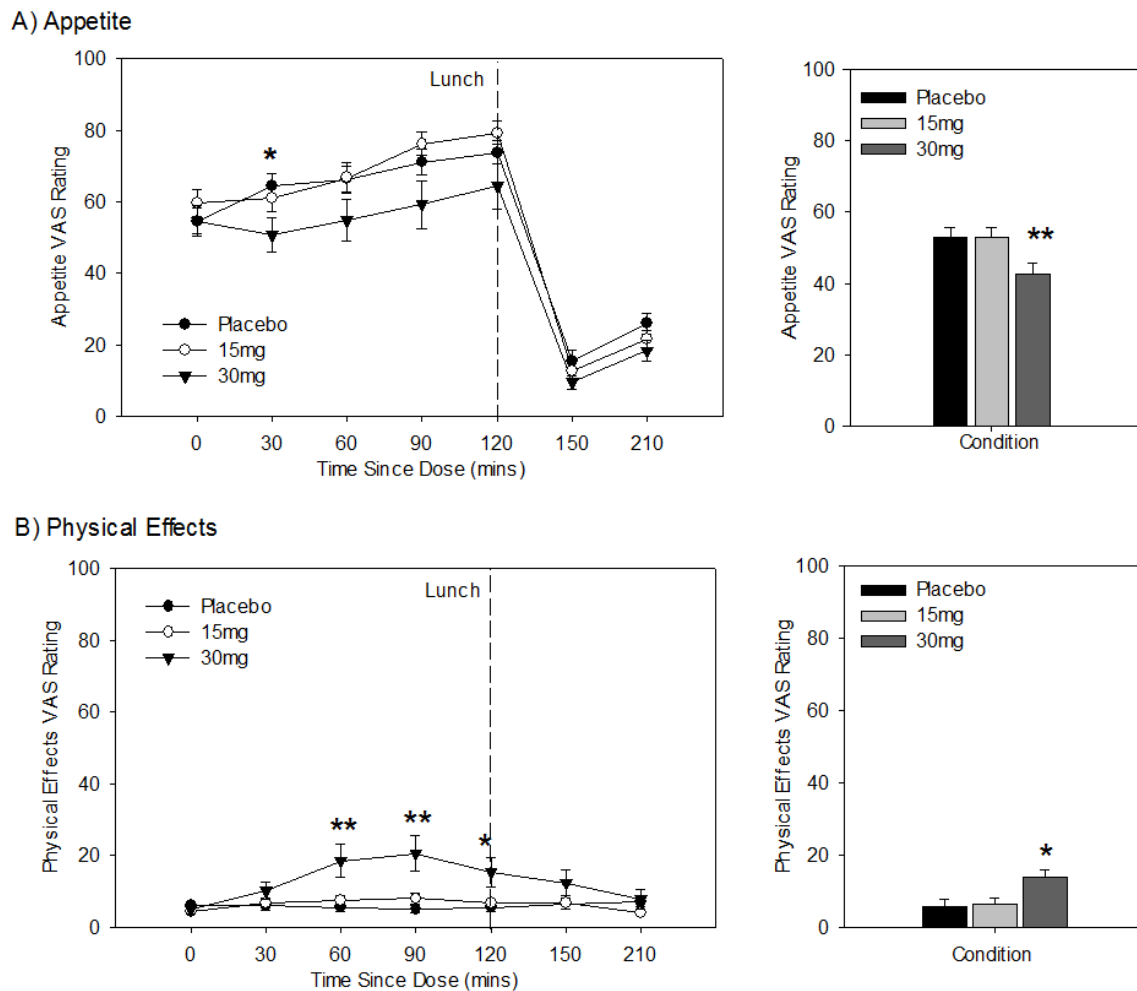 A) Appetite
100
80
60
40
20
0
Appetite VAS Rating
Lunch
*
Placebo
15mg
30mg
0 30 60 90 120 150 210
Time Since Dose (mins)
100
80
60
40
20
0
Appetite VAS Rating
Placebo
15mg
30mg
**
Condition
B) Physical Effects
100
80
60
40
20
0
Physical Effects VAS Rating
Lunch
Placebo
15mg
30mg
** ** *
0 30 60 90 120 150 210
Time Since Dose (mins)
100
80
60
40
20
0
Physical Effects VAS Rating
Placebo
15mg
30mg
*
Condition